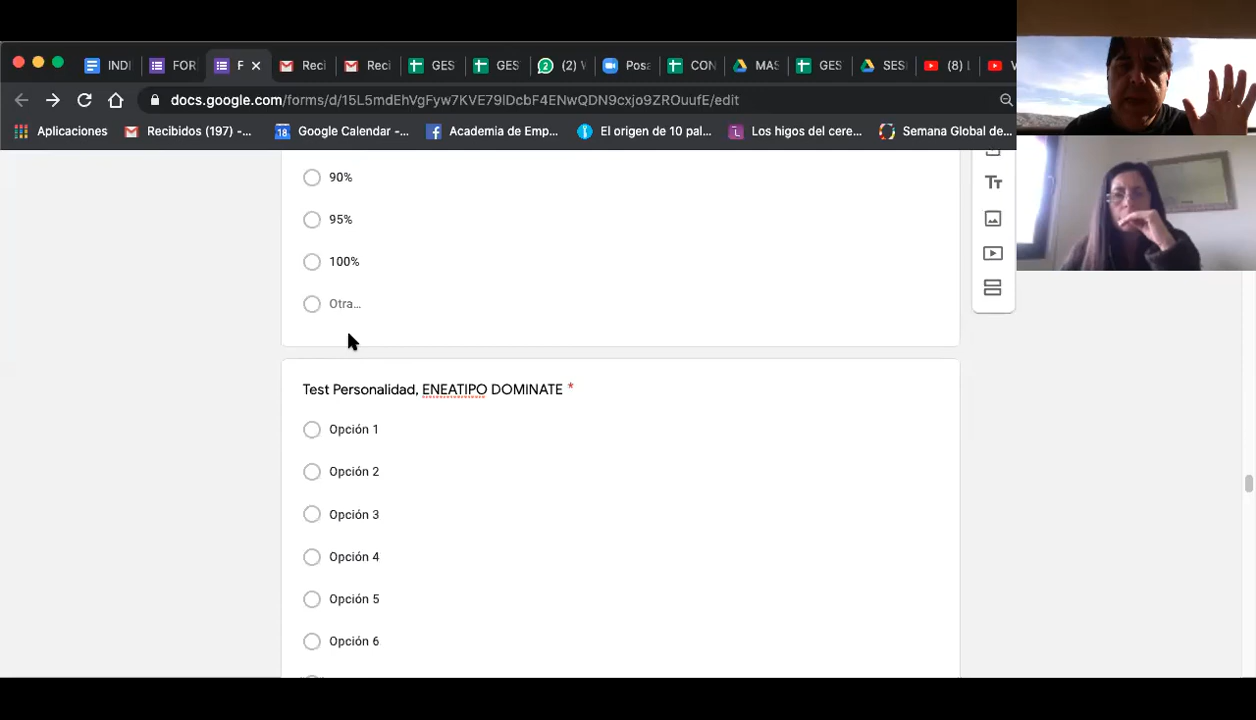 INDI
FOR
F
Reci
Reci
GES
GES
(2)
Posa
CON
MAS
GES
SES
(8) L
docs.google.com/forms/d/15L5mdEhVgFyw7KVE79lDcbF4ENwQDN9cxjo9ZROuufE/edit
Aplicaciones
Recibidos (197) -...
Google Calendar -...
Academia de Emp...
El origen de 10 pal...
Los higos del cere...
Semana Global de...
90%
95%
100%
Otra...
Test Personalidad, ENEATIPO DOMINATE *
Opción 1
Opción 2
Opción 3
Opción 4
Opción 5
Opción 6